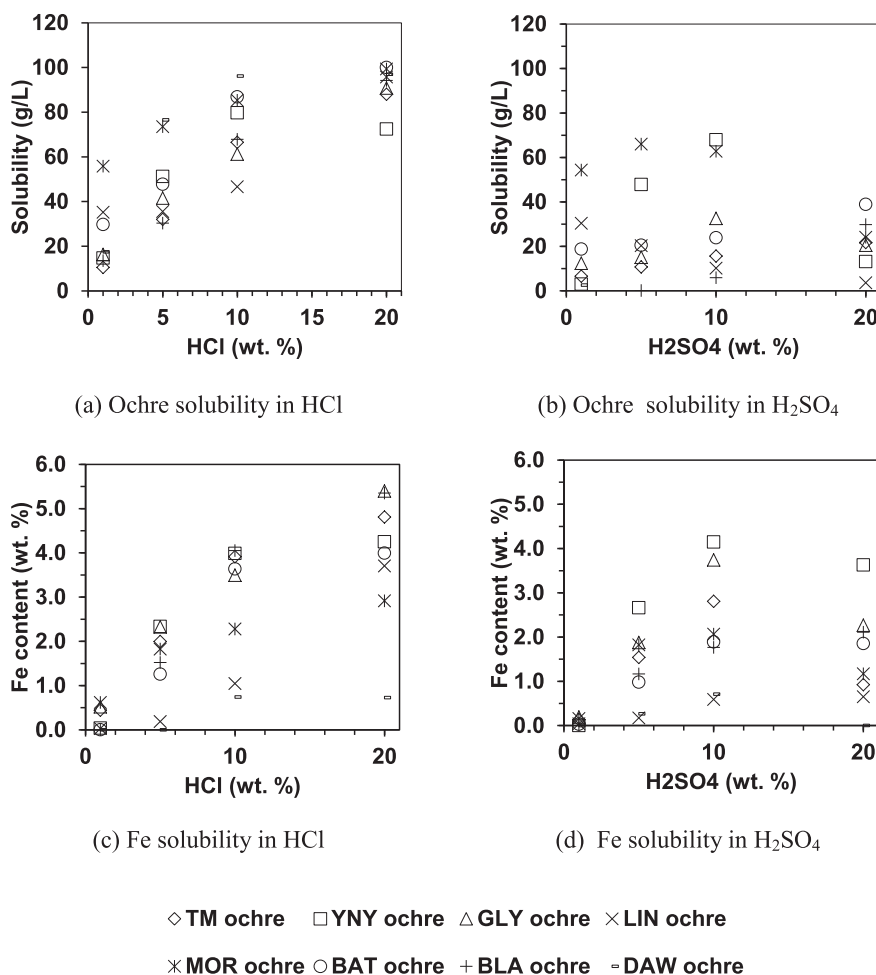 120
100
80
60
40
20
0
Solubility (g/L)
0 5 10 15 20
HCl (wt. %)
(a) Ochre solubility in HCl
120
100
80
60
40
20
0
Solubility (g/L)
0 5 10 15 20
H2SO4 (wt. %)
(b) Ochre solubility in H₂SO₄
6.0
5.0
4.0
3.0
2.0
1.0
0.0
Fe content (wt. %)
0 5 10 15 20
HCl (wt. %)
(c) Fe solubility in HCl
6.0
5.0
4.0
3.0
2.0
1.0
0.0
Fe content (wt. %)
0 5 10 15 20
H2SO4 (wt. %)
(d) Fe solubility in H₂SO₄
TM ochre YNY ochre GLY ochre LIN ochre
MOR ochre BAT ochre BLA ochre DAW ochre